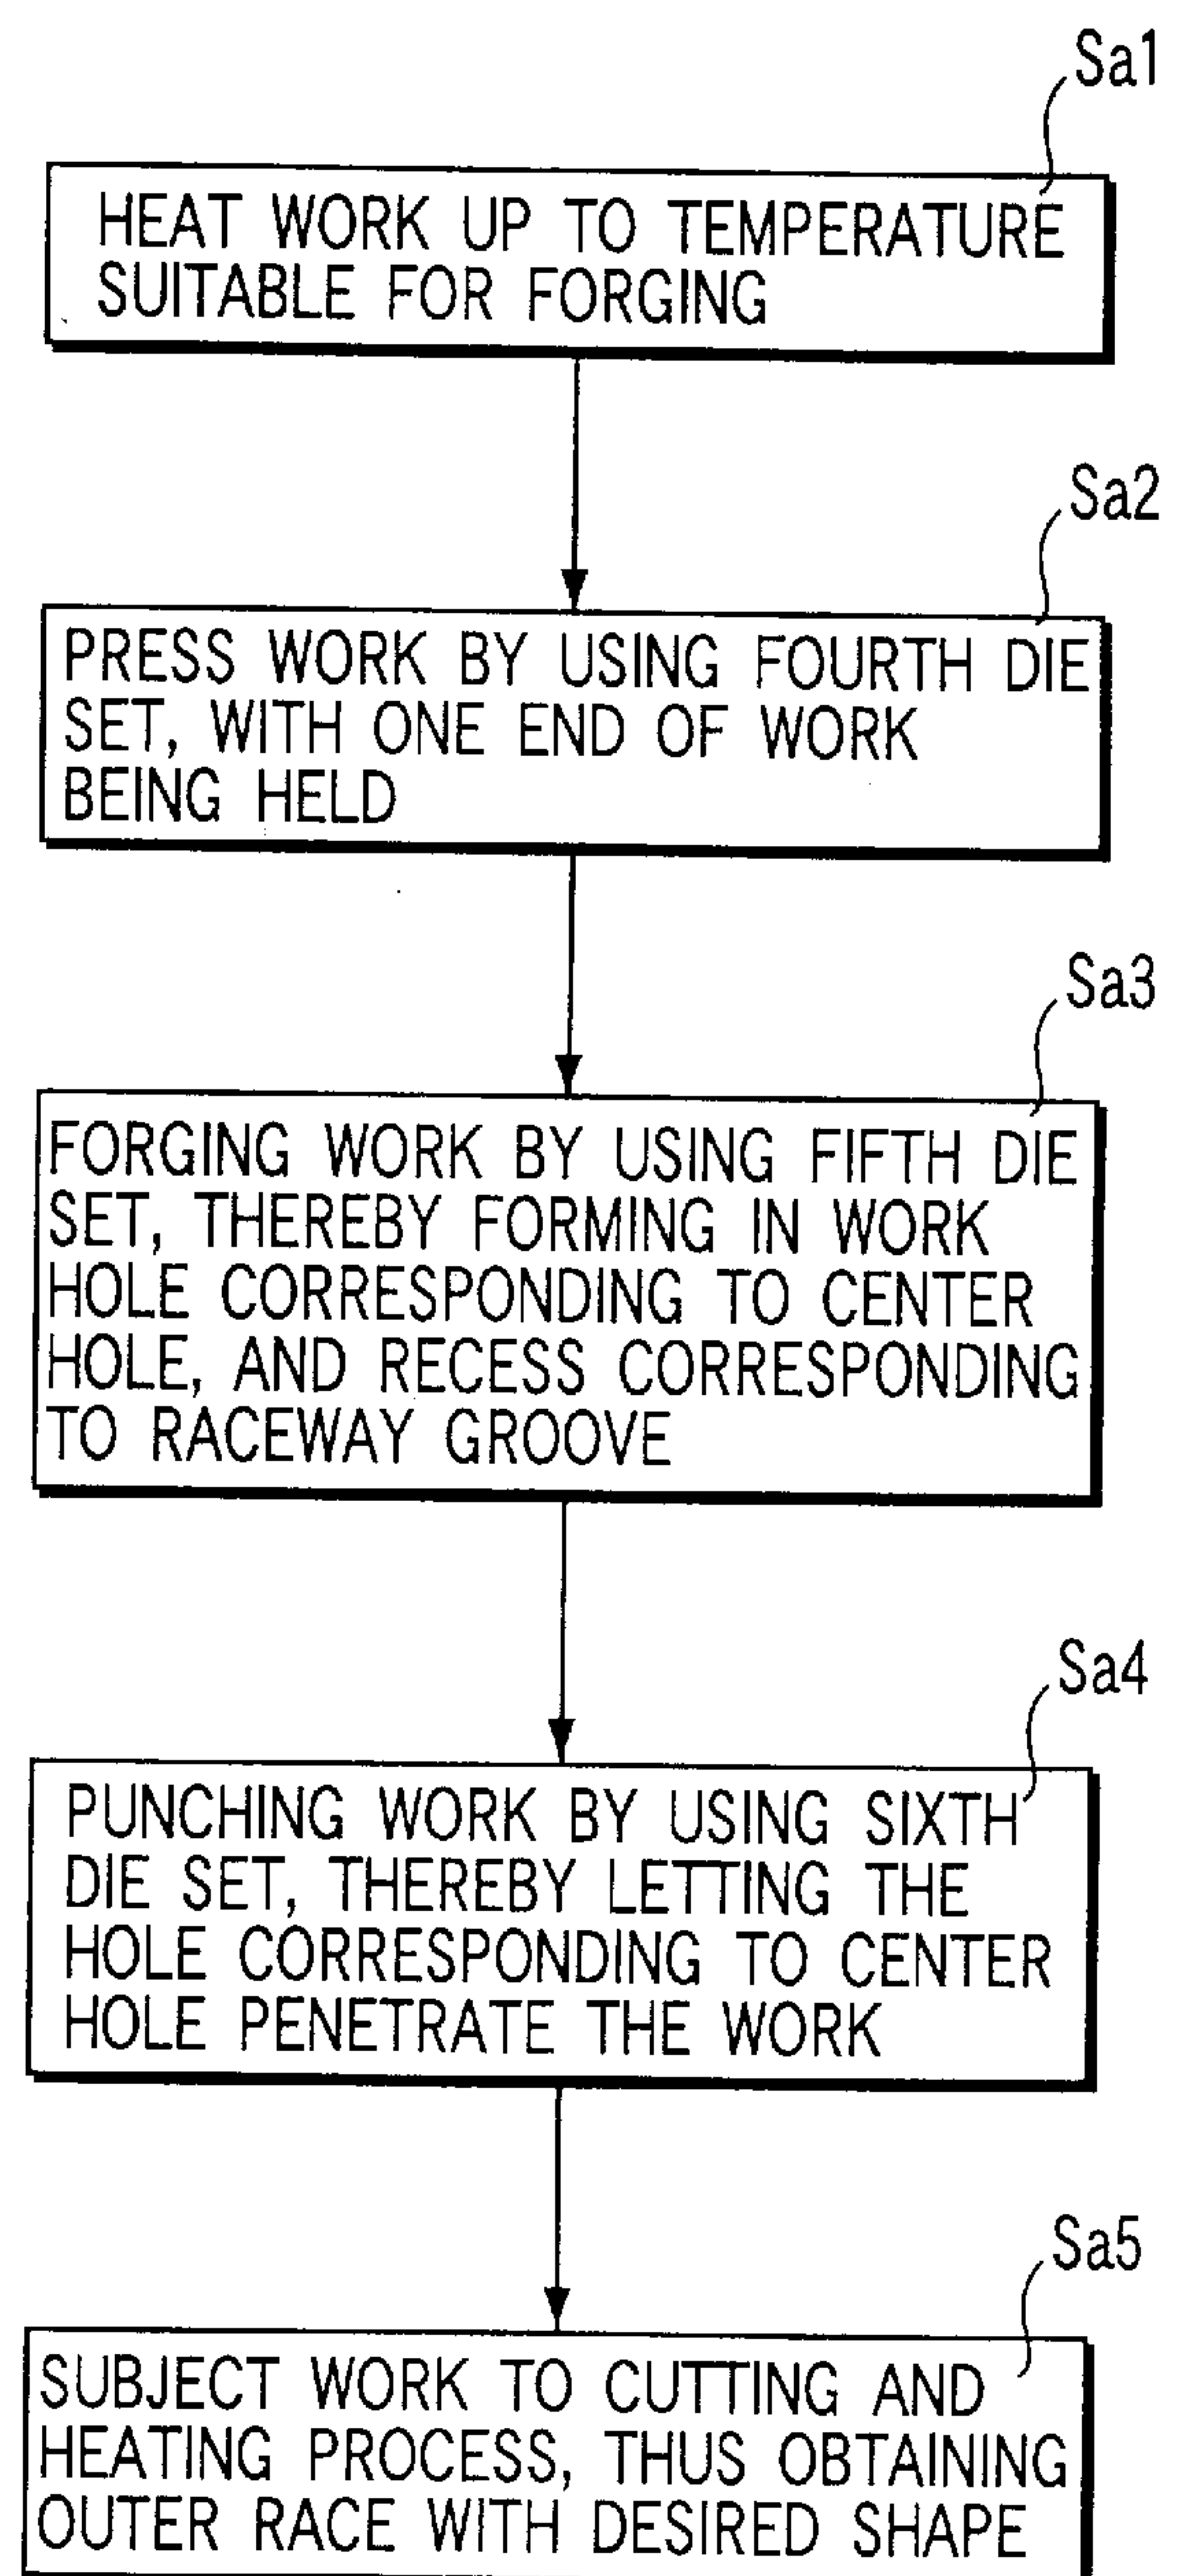 Sa1
HEAT WORK UP TO TEMPERATURE
SUITABLE FOR FORGING
Sa2
PRESS WORK BY USING FOURTH DIE
SET, WITH ONE END OF WORK
BEING HELD
Sa3
FORGING WORK BY USING FIFTH DIE
SET, THEREBY FORMING IN WORK
HOLE CORRESPONDING TO CENTER
HOLE, AND RECESS CORRESPONDING
TO RACEWAY GROOVE
Sa4
PUNCHING WORK BY USING SIXTH
DIE SET, THEREBY LETTING THE
HOLE CORRESPONDING TO CENTER
HOLE PENETRATE THE WORK
Sa5
SUBJECT WORK TO CUTTING AND
HEATING PROCESS, THUS OBTAINING
OUTER RACE WITH DESIRED SHAPE